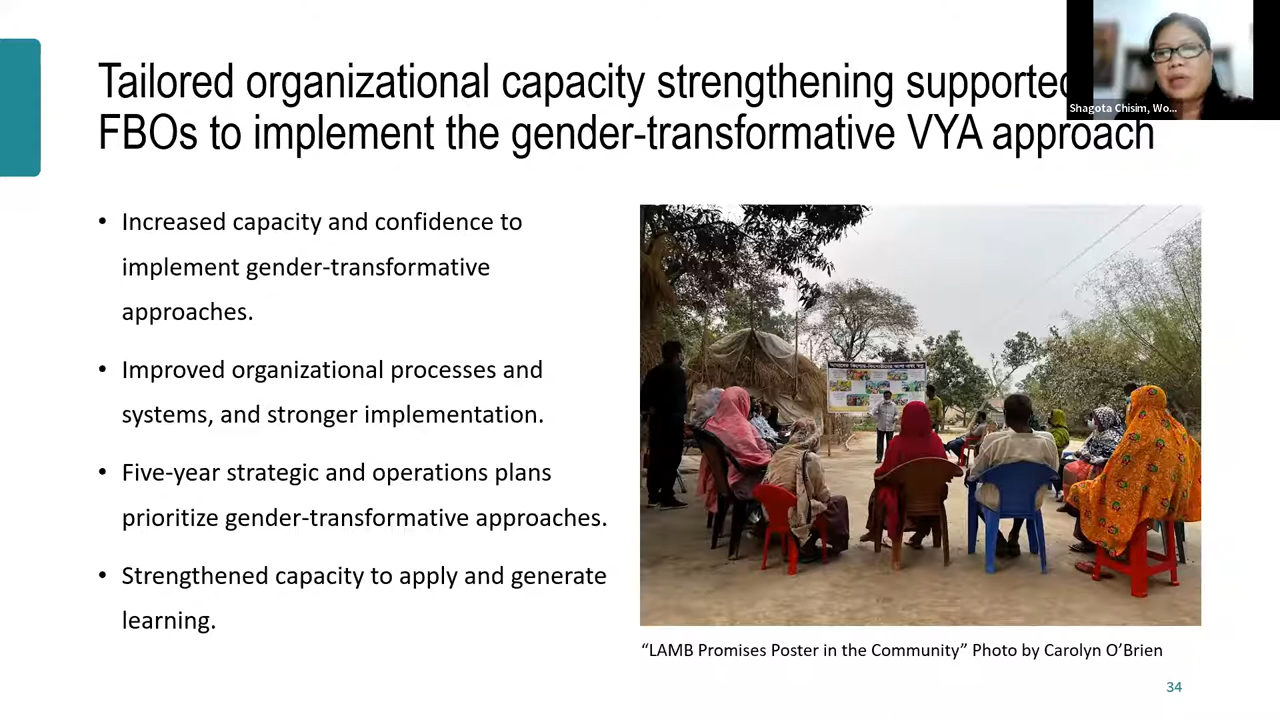 Tailored organizational capacity strengthening supported
FBOs to implement the gender-transformative VYA approach
Shagota Chisim, Wo...
• Increased capacity and confidence to
implement gender-transformative
approaches.
• Improved organizational processes and
systems, and stronger implementation.
• Five-year strategic and operations plans
prioritize gender-transformative approaches.
• Strengthened capacity to apply and generate
learning.
“LAMB Promises Poster in the Community” Photo by Carolyn O’Brien
34